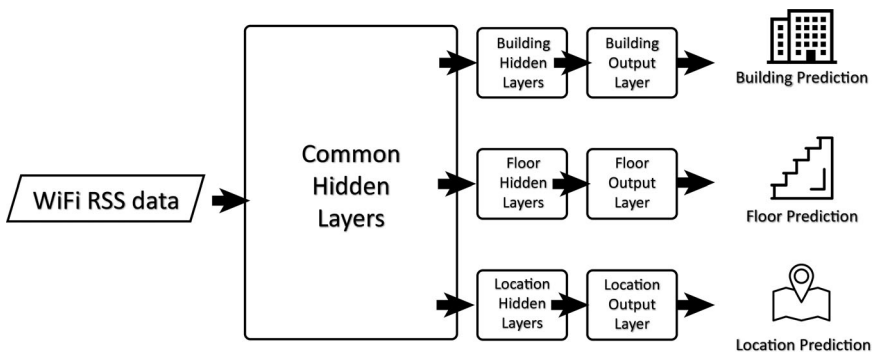 WiFi RSS data
Common
Hidden
Layers
Building
Hidden
Layers
Building
Output
Layer
Building Prediction
Floor
Hidden
Layers
Floor
Output
Layer
Floor Prediction
Location
Hidden
Layers
Location
Output
Layer
Location Prediction